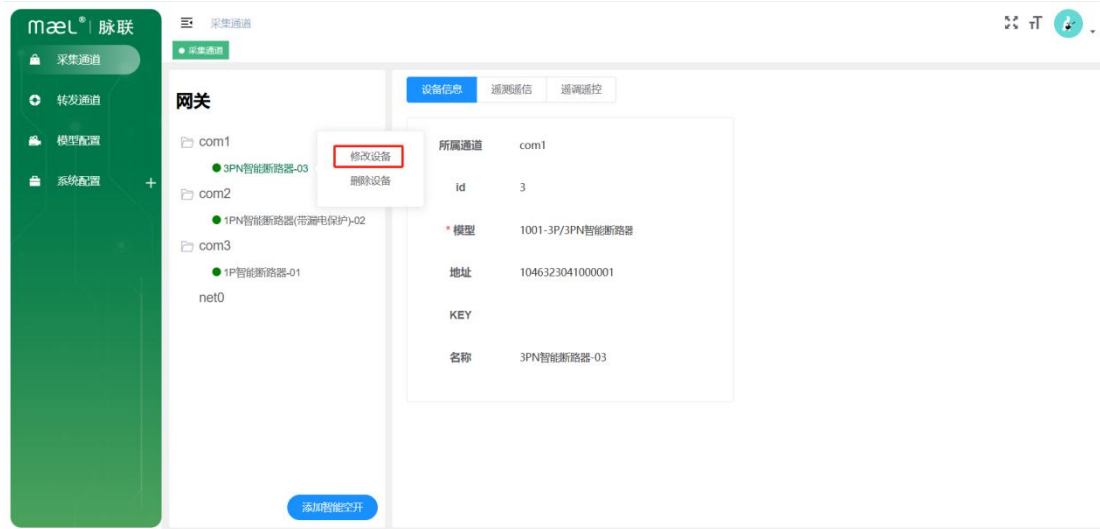 mæL®|脉联
采集通道
转发通道
模型配置
系统配置 +
采集通道
采集通道
网关
com1
3PN智能断路器-03
com2
1PN智能断路器(带漏电保护)-02
com3
1P智能断路器-01
net0
添加智能空开
修改设备
删除设备
设备信息 遥测遥信 遥调遥控
所属通道 com1
id 3
*模型 1001-3P/3PN智能断路器
地址 1046323041000001
KEY
名称 3PN智能断路器-03